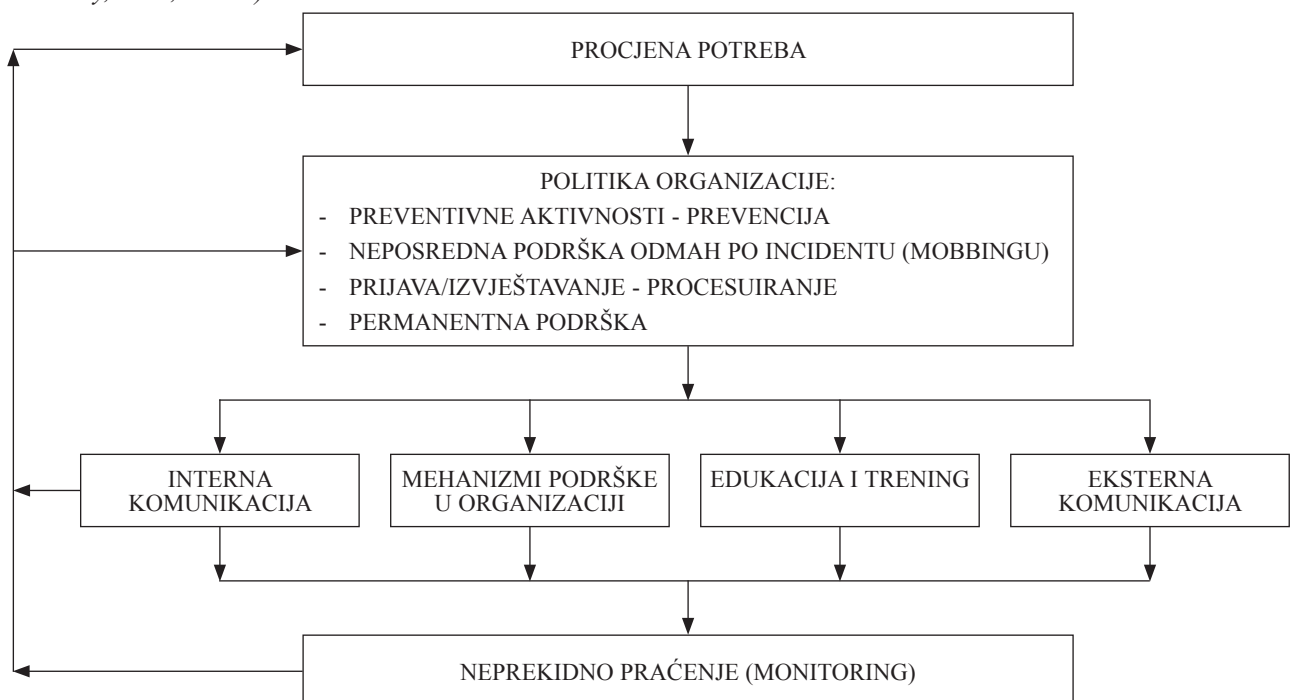 PROCJENA POTREBA
POLITIKA ORGANIZACIJE:
- PREVENTIVNE AKTIVNOSTI - PREVENCIJA
- NEPOSREDNA PODRŠKA ODMAH PO INCIDENTU (MOBBINGU)
- PRIJAVA/IZVJEŠTAVANJE - PROCESUIRANJE
- PERMANENTNA PODRŠKA
INTERNA
KOMUNIKACIJA
MEHANIZMI PODRŠKE
U ORGANIZACIJI
EDUKACIJA I TRENING
EKSTERNA
KOMUNIKACIJA
NEPREKIDNO PRAĆENJE (MONITORING)